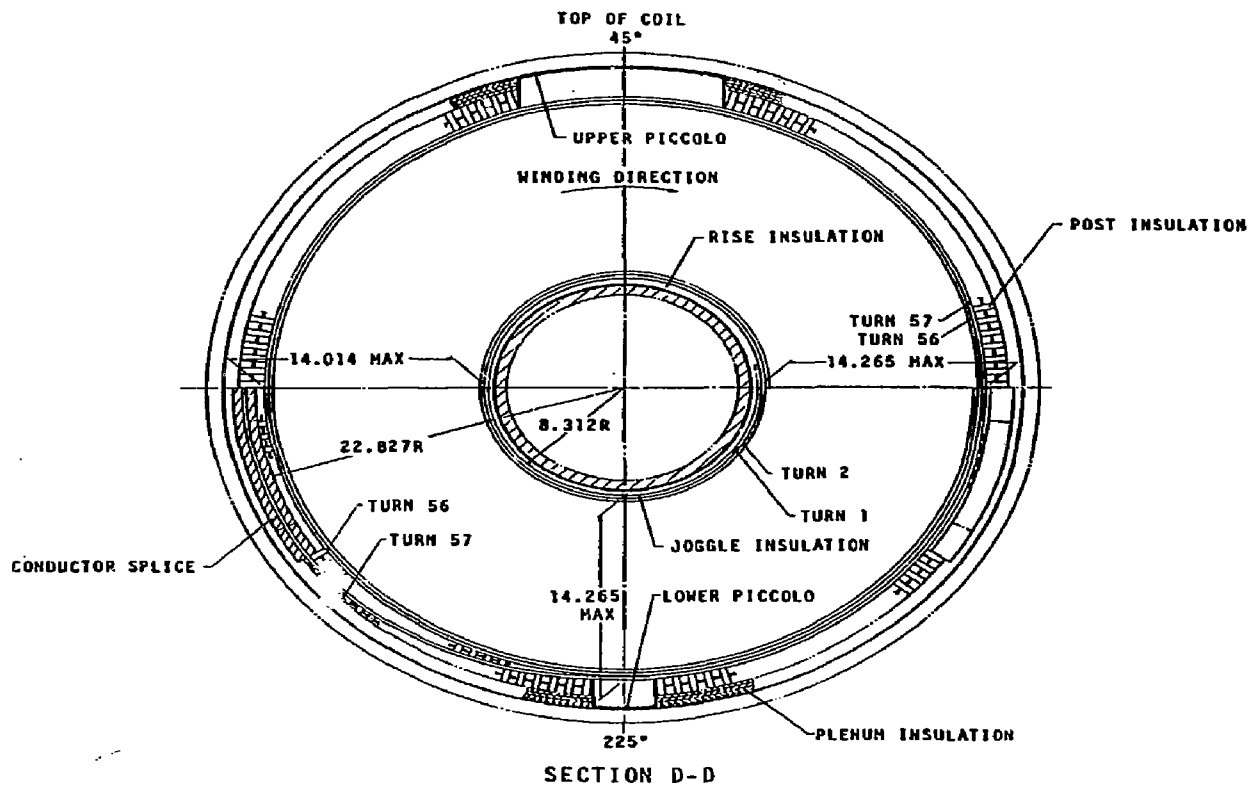 TOP OF COIL
45°
UPPER PICCOLO
WINDING DIRECTION
RISE INSULATION
POST INSULATION
TURN 57
TURN 56
14.014 MAX
14.265 MAX
8.312R
22.827R
TURN 2
TURN 56
TURN 1
TURN 57
JOGGLE INSULATION
CONDUCTOR SPLICE
14.265
MAX
LOWER PICCOLO
PLENUM INSULATION
225°
SECTION D-D